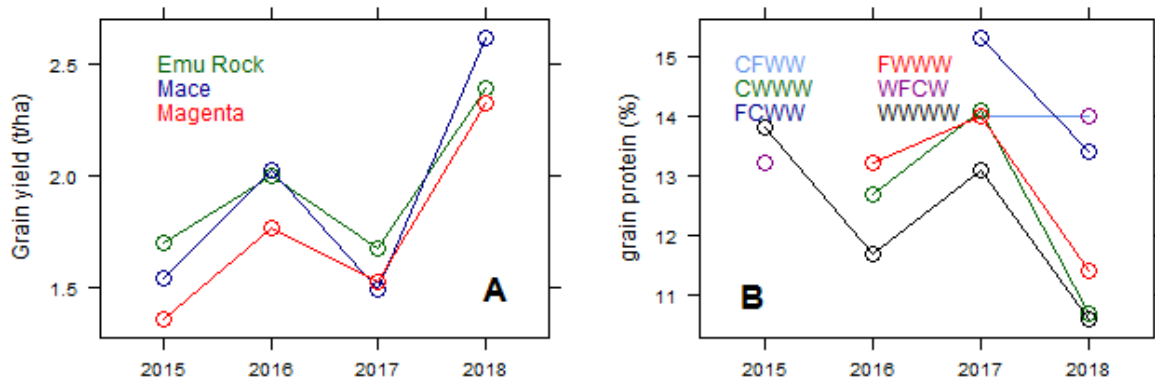 Grain yield (t/ha)
2.5
2.0
1.5
Emu Rock
Mace
Magenta
A
2015 2016 2017 2018
grain protein (%)
15
14
13
12
11
CFWW FWWW
CWWW WFCW
FCWW WWWW
B
2015 2016 2017 2018